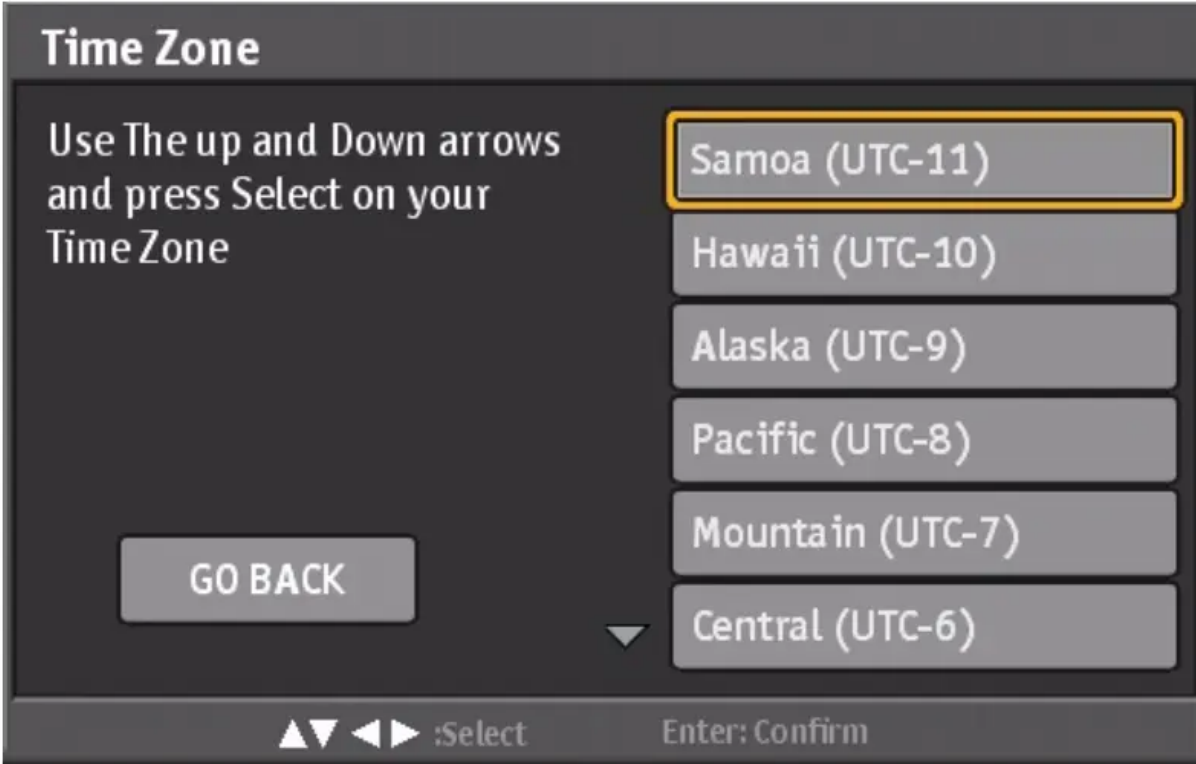 Time Zone
Use The up and Down arrows
and press Select on your
Time Zone
Samoa (UTC-11)
Hawaii (UTC-10)
Alaska (UTC-9)
Pacific (UTC-8)
Mountain (UTC-7)
Central (UTC-6)
GO BACK
▲▼ ◀▶ :Select
Enter: Confirm